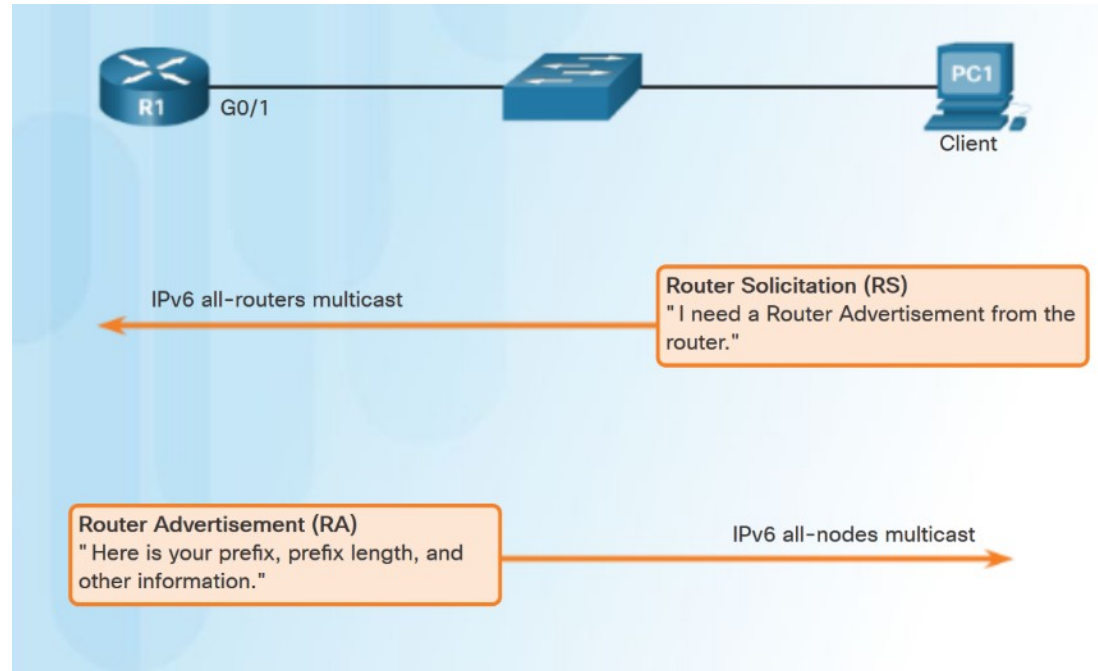 R1
G0/1
PC1
Client
IPv6 all-routers multicast
Router Solicitation (RS)
"I need a Router Advertisement from the
router."
Router Advertisement (RA)
"Here is your prefix, prefix length, and
other information."
IPv6 all-nodes multicast